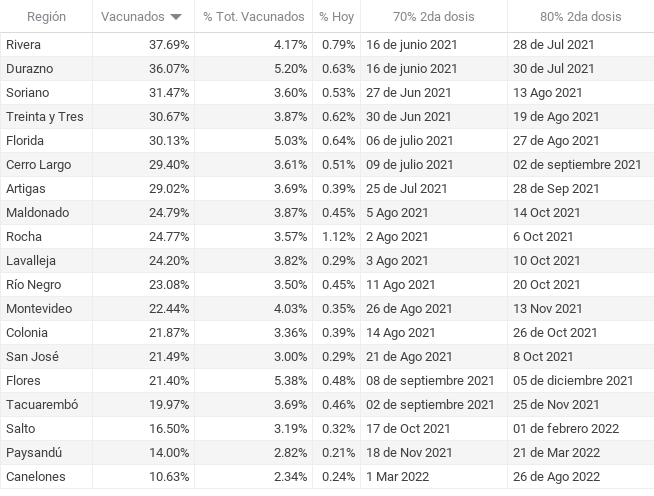 Región Vacunados % Tot. Vacunados % Hoy 70% 2da dosis 80% 2da dosis
Rivera 37.69% 4.17% 0.79% 16 de junio 2021 28 de Jul 2021
Durazno 36.07% 5.20% 0.63% 16 de junio 2021 30 de Jul 2021
Soriano 31.47% 3.60% 0.53% 27 de Jun 2021 13 Ago 2021
Treinta y Tres 30.67% 3.87% 0.62% 30 de Jun 2021 19 de Ago 2021
Florida 30.13% 5.03% 0.64% 06 de julio 2021 27 de Ago 2021
Cerro Largo 29.40% 3.61% 0.51% 09 de julio 2021 02 de septiembre 2021
Artigas 29.02% 3.69% 0.39% 25 de Jul 2021 28 de Sep 2021
Maldonado 24.79% 3.87% 0.45% 5 Ago 2021 14 Oct 2021
Rocha 24.77% 3.57% 1.12% 2 Ago 2021 6 Oct 2021
Lavalleja 24.20% 3.82% 0.29% 3 Ago 2021 10 Oct 2021
Río Negro 23.08% 3.50% 0.45% 11 Ago 2021 20 Oct 2021
Montevideo 22.44% 4.03% 0.35% 26 de Ago 2021 13 Nov 2021
Colonia 21.87% 3.36% 0.39% 14 Ago 2021 26 de Oct 2021
San José 21.49% 3.00% 0.29% 21 de Ago 2021 8 Oct 2021
Flores 21.40% 5.38% 0.48% 08 de septiembre 2021 05 de diciembre 2021
Tacuarembó 19.97% 3.69% 0.46% 02 de septiembre 2021 25 de Nov 2021
Salto 16.50% 3.19% 0.32% 17 de Oct 2021 01 de febrero 2022
Paysandú 14.00% 2.82% 0.21% 18 de Nov 2021 21 de Mar 2022
Canelones 10.63% 2.34% 0.24% 1 Mar 2022 26 de Ago 2022